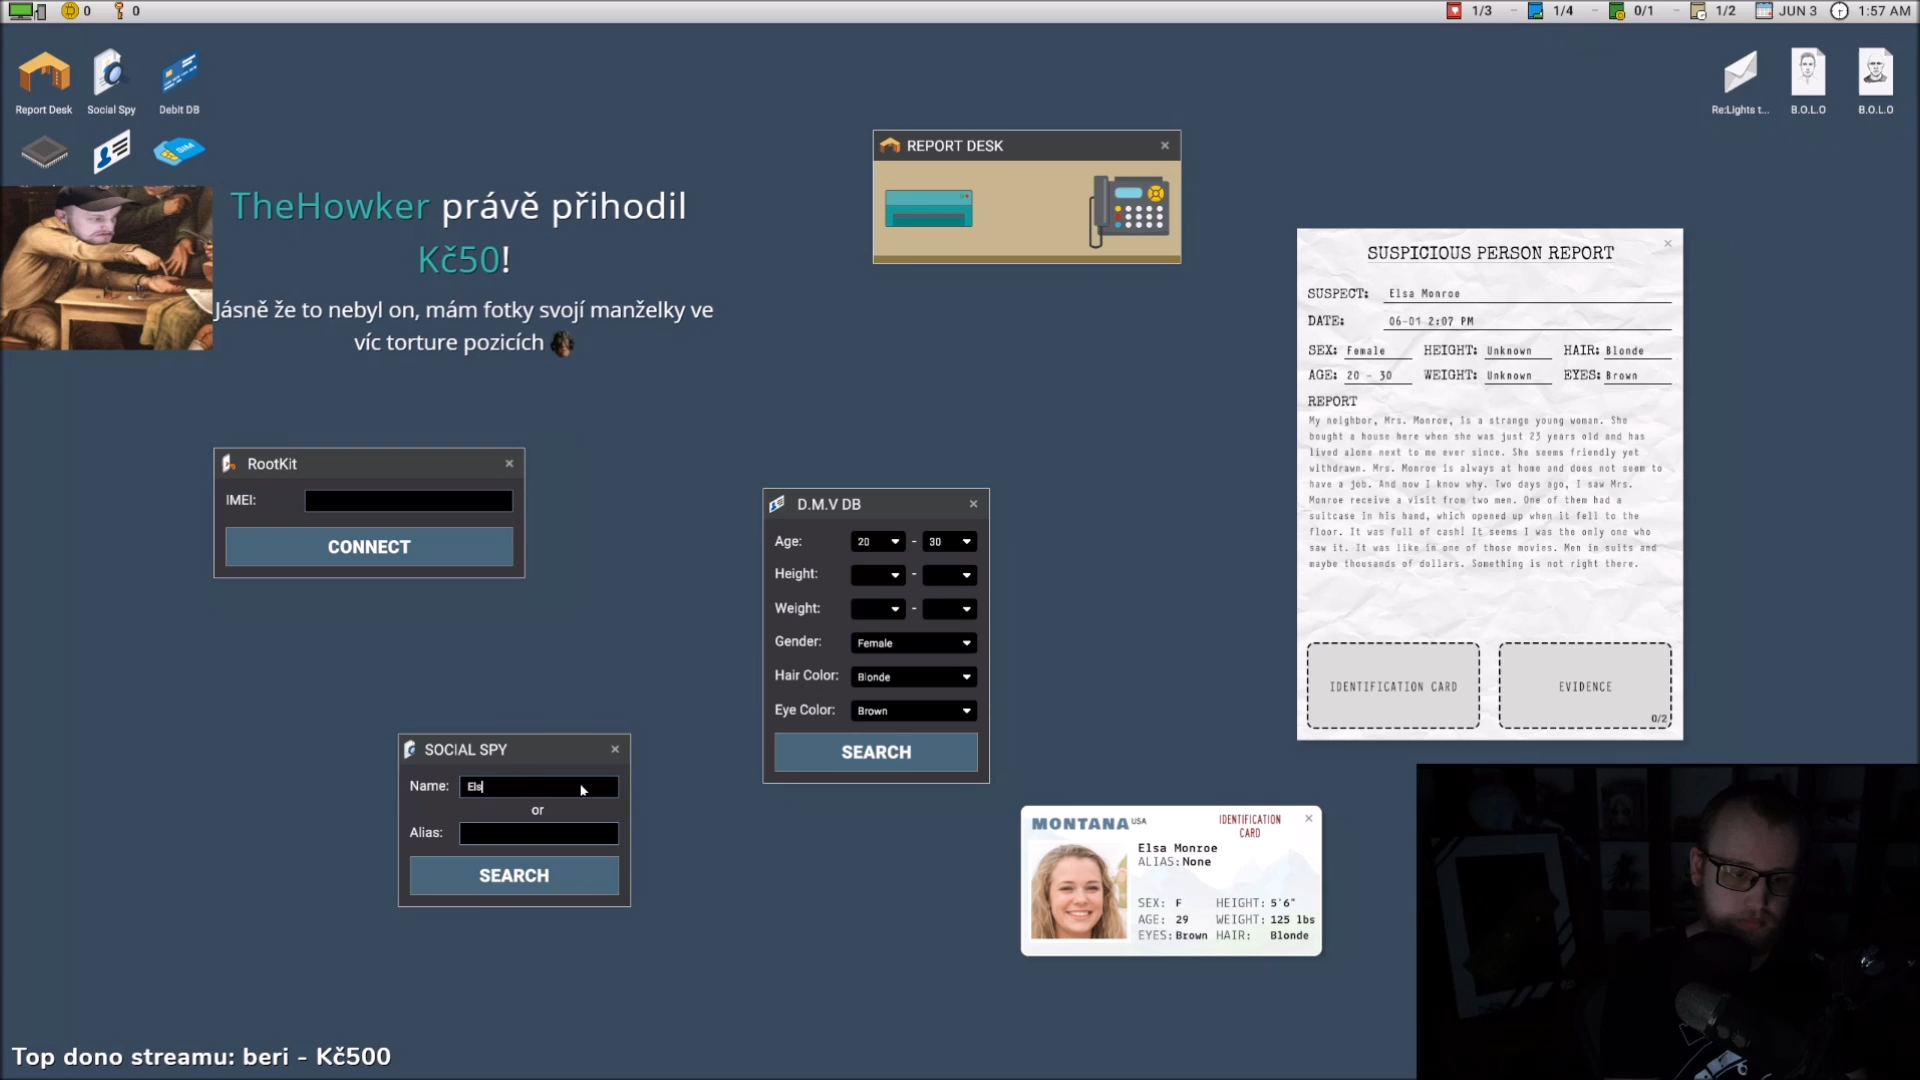 0
0
1/3
1/4
0/1
1/2
JUN 3
1:57 AM
Report Desk
Social Spy
Debit DB
SIM
Re:Lights t...
B.O.L.O
B.O.L.O
TheHowker právě přihodil
Kč50!
Jásně že to nebyl on, mám fotky svojí manželky ve
víc torture pozicích
REPORT DESK
SUSPICIOUS PERSON REPORT
SUSPECT: Elsa Monroe
DATE: 06-01 2:07 PM
SEX: Female HEIGHT: Unknown HAIR: Blonde
AGE: 20 - 30 WEIGHT: Unknown EYES: Brown
REPORT
My neighbor, Mrs. Monroe, is a strange young woman. She
bought a house here when she was just 23 years old and has
lived alone next to me ever since. She seems friendly yet
withdrawn. Mrs. Monroe is always at home and does not seem to
have a job. And now I know why. Two days ago, I saw Mrs.
Monroe receive a visit from two men. One of them had a
suitcase in his hand, which opened up when it fell to the
floor. It was full of cash! It seems I was the only one who
saw it. It was like in one of those movies. Men in suits and
maybe thousands of dollars. Something is not right there.
IDENTIFICATION CARD
EVIDENCE
0/2
RootKit
IMEI:
CONNECT
D.M.V DB
Age: 20 - 30
Height: -
Weight: -
Gender: Female
Hair Color: Blonde
Eye Color: Brown
SEARCH
SOCIAL SPY
Name: Els
or
Alias:
SEARCH
MONTANA USA
IDENTIFICATION
CARD
Elsa Monroe
ALIAS: None
SEX: F HEIGHT: 5'6"
AGE: 29 WEIGHT: 125 lbs
EYES: Brown HAIR: Blonde
Top dono streamu: beri - Kč500